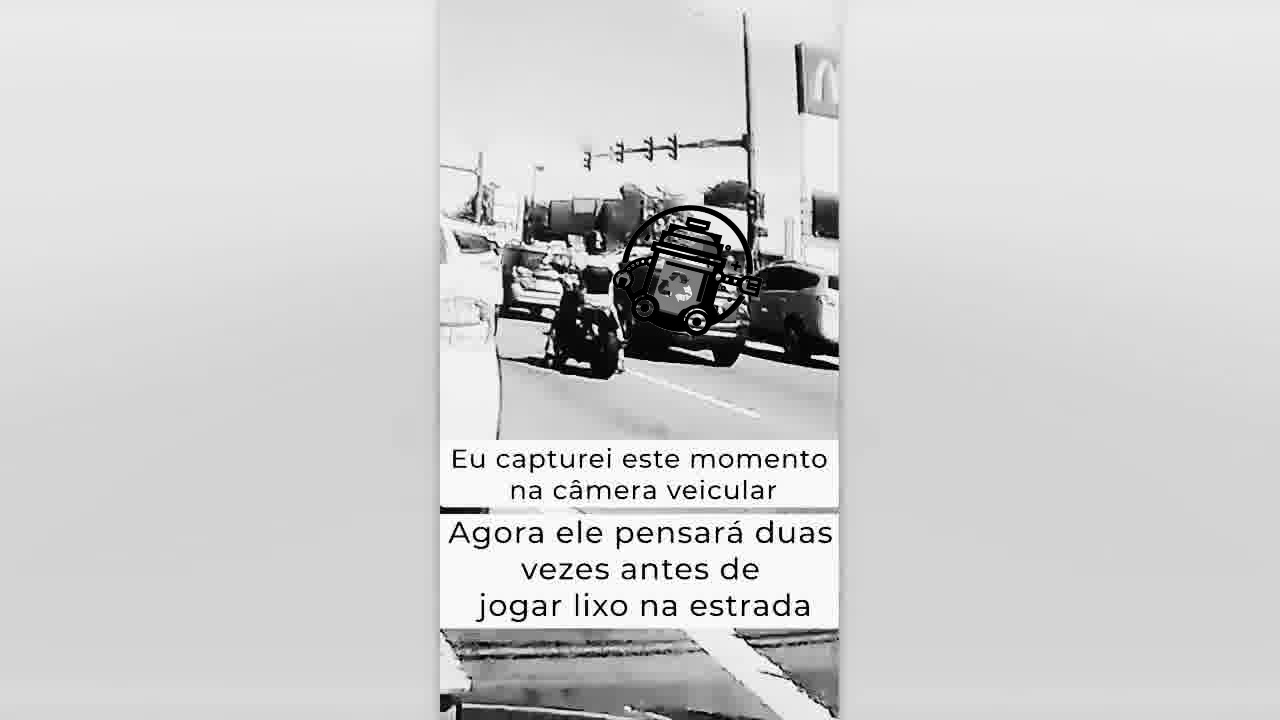 Eu capturei este momento
na câmera veicular
Agora ele pensará duas
vezes antes de
jogar lixo na estrada